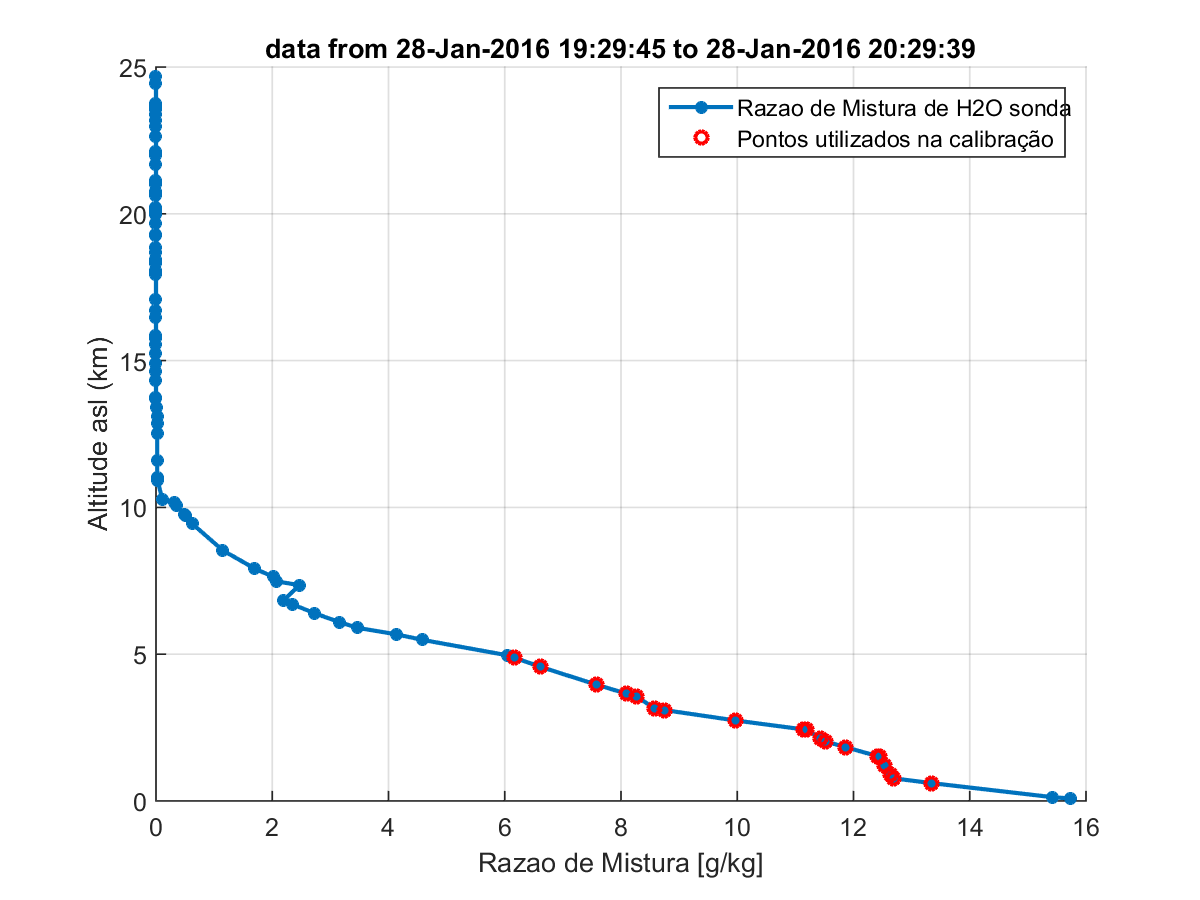 data from 28-Jan-2016 19:29:45 to 28-Jan-2016 20:29:39
Razao de Mistura de H2O sonda
Pontos utilizados na calibração
Altitude asl (km)
25
20
15
10
5
0
0 2 4 6 8 10 12 14 16
Razao de Mistura [g/kg]